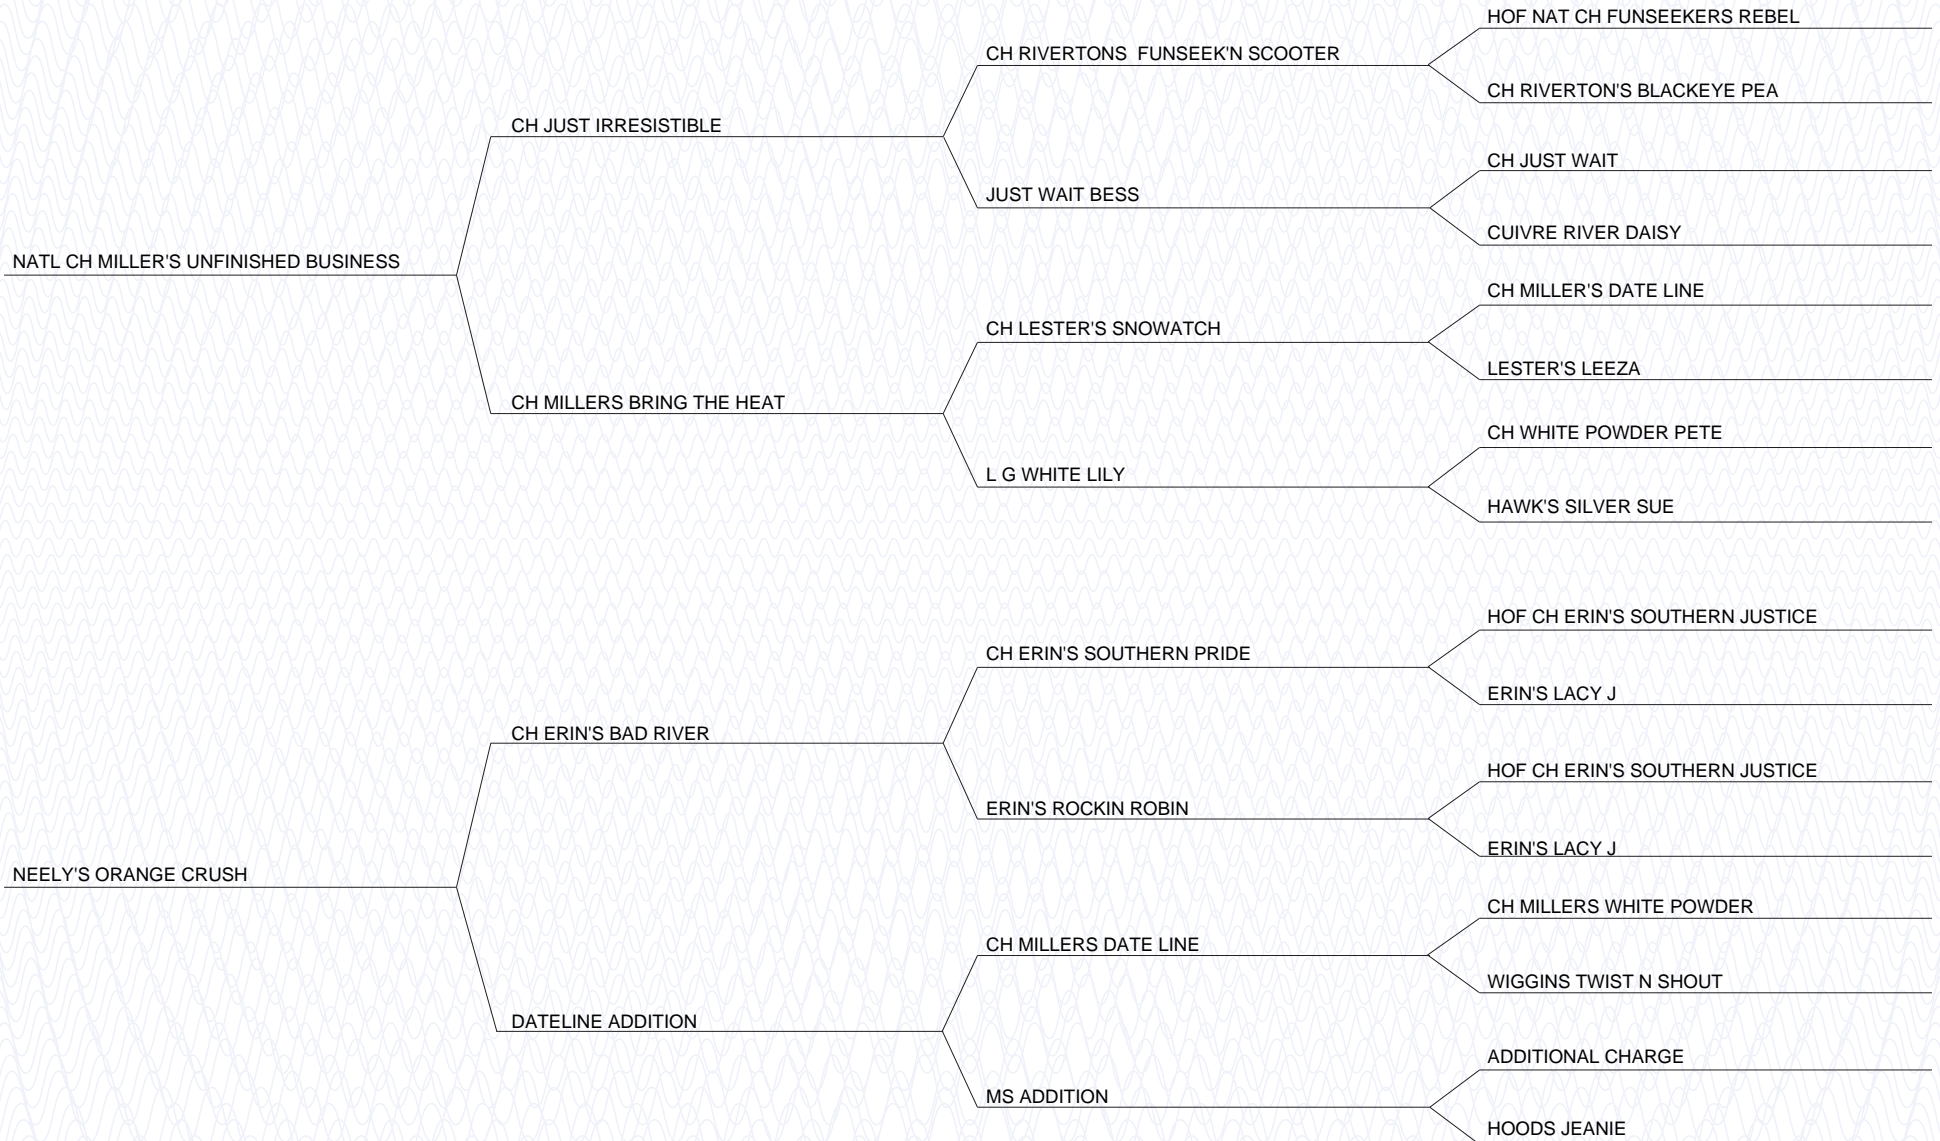 HOF NAT CH FUNSEEKERS REBEL
CH RIVERTONS  FUNSEEK'N SCOOTER
CH RIVERTON'S BLACKEYE PEA
CH JUST IRRESISTIBLE
CH JUST WAIT
JUST WAIT BESS
CUIVRE RIVER DAISY
NATL CH MILLER'S UNFINISHED BUSINESS
CH MILLER'S DATE LINE
CH LESTER'S SNOWATCH
LESTER'S LEEZA
CH MILLERS BRING THE HEAT
CH WHITE POWDER PETE
L G WHITE LILY
HAWK'S SILVER SUE
HOF CH ERIN'S SOUTHERN JUSTICE
CH ERIN'S SOUTHERN PRIDE
ERIN'S LACY J
CH ERIN'S BAD RIVER
HOF CH ERIN'S SOUTHERN JUSTICE
ERIN'S ROCKIN ROBIN
ERIN'S LACY J
NEELY'S ORANGE CRUSH
CH MILLERS WHITE POWDER
CH MILLERS DATE LINE
WIGGINS TWIST N SHOUT
DATELINE ADDITION
ADDITIONAL CHARGE
MS ADDITION
HOODS JEANIE